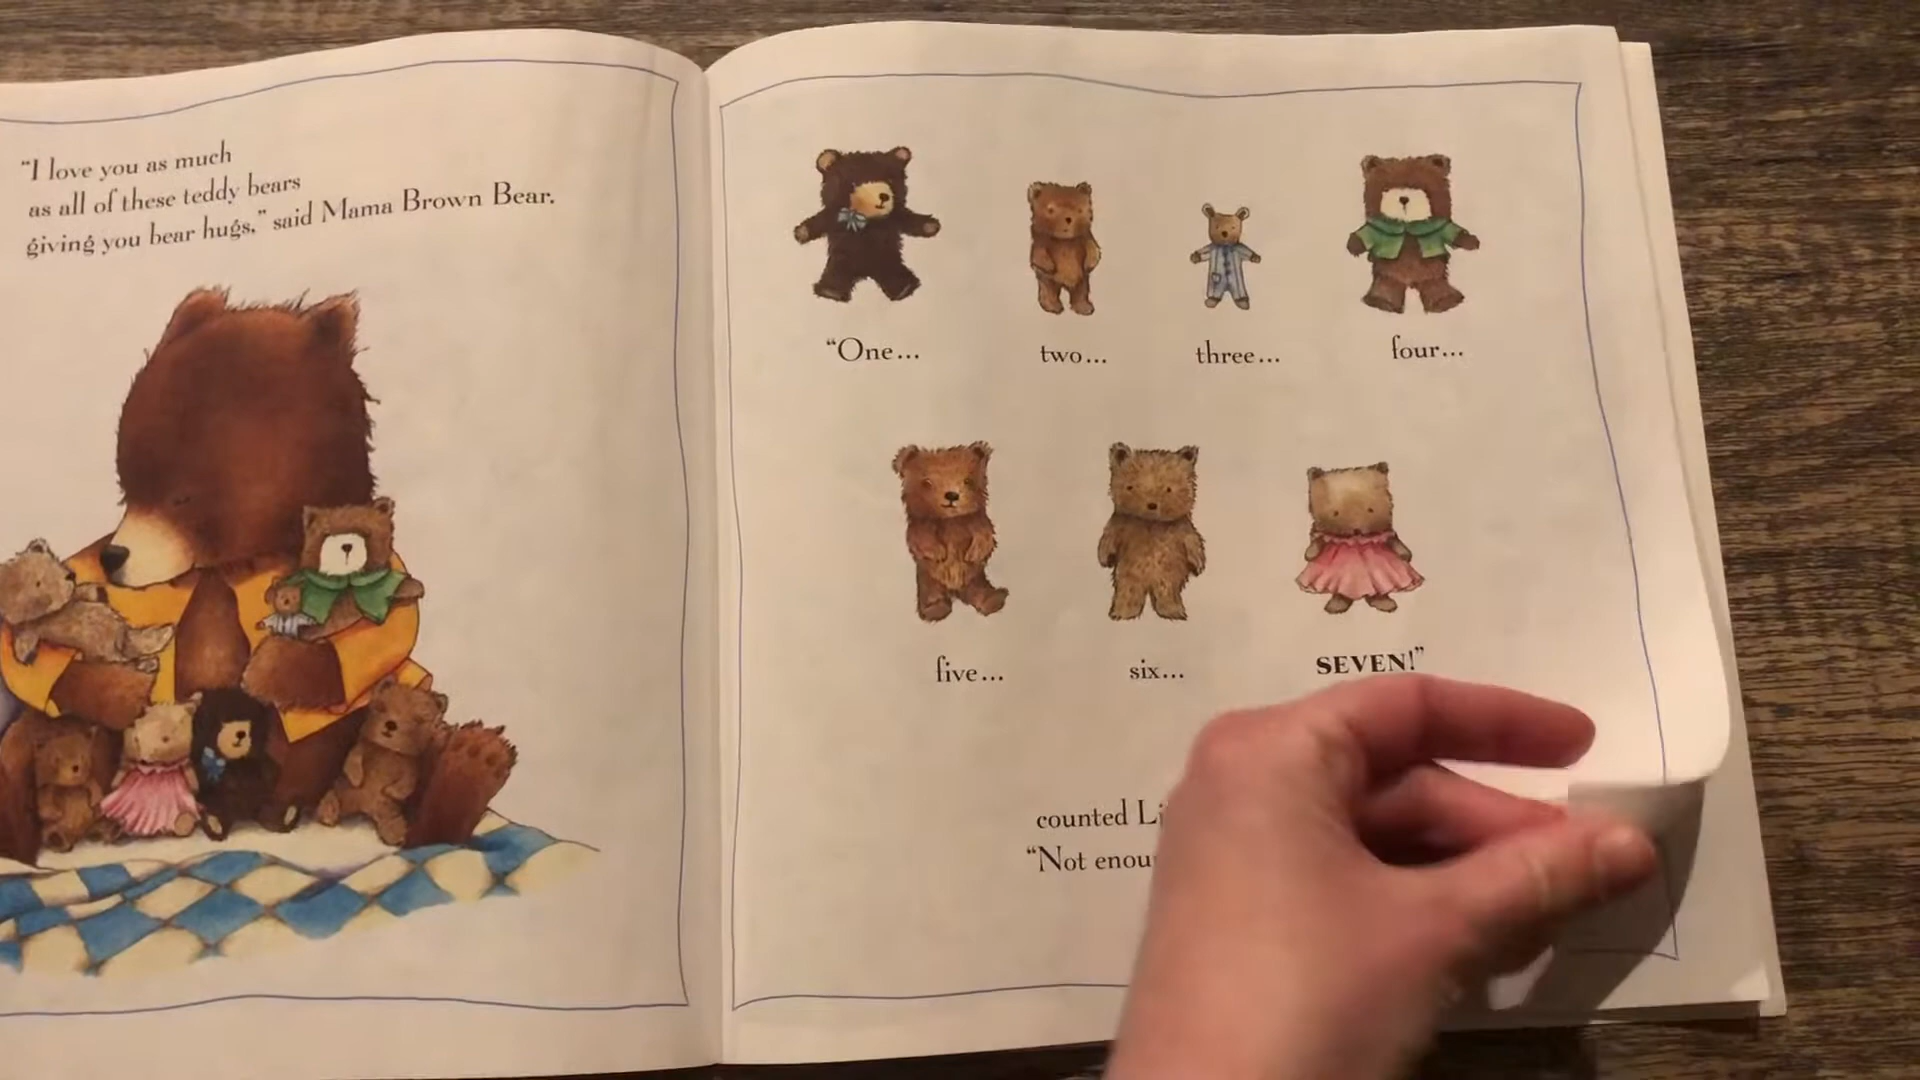 “I love you as much
as all of these teddy bears
giving you bear hugs,” said Mama Brown Bear.
“One...
two...
three...
four...
five...
six...
SEVEN!”
counted
“Not